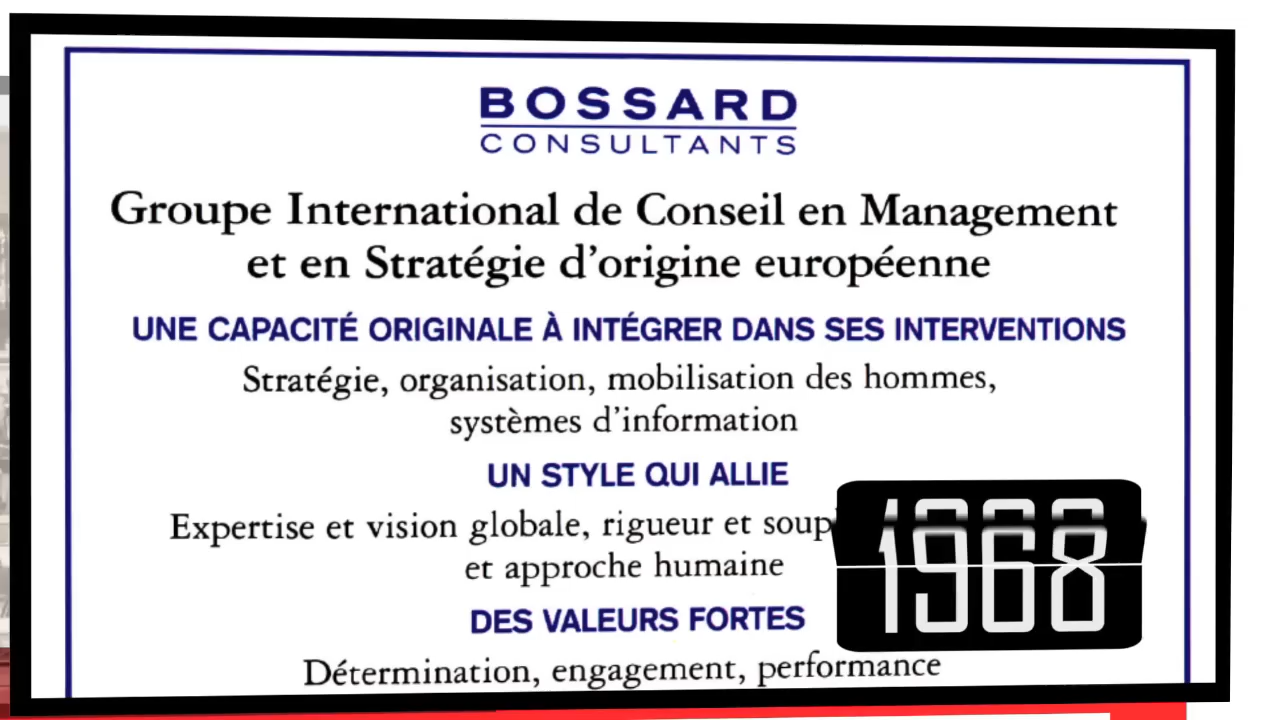 BOSSARD
CONSULTANTS
Groupe International de Conseil en Management
et en Stratégie d'origine européenne
UNE CAPACITÉ ORIGINALE À INTÉGRER DANS SES INTERVENTIONS
Stratégie, organisation, mobilisation des hommes,
systèmes d'information
UN STYLE QUI ALLIE
Expertise et vision globale, rigueur et
et approche humaine
1968
DES VALEURS FORTES
Détermination, engagement, performance